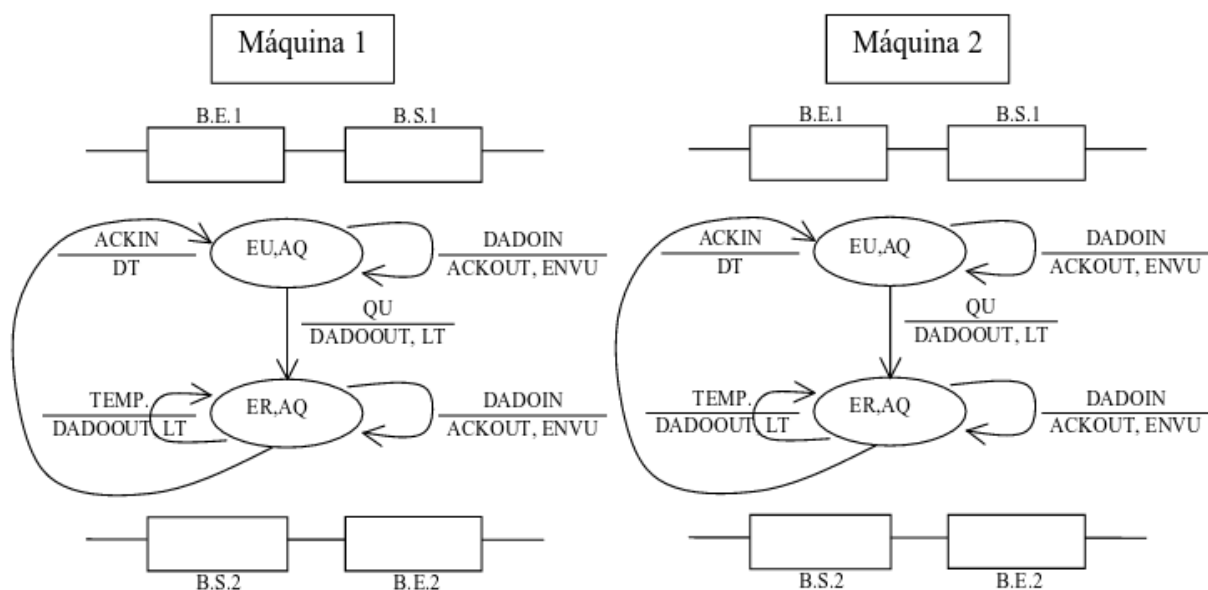 Máquina 1
B.E.1 B.S.1
ACKIN
DT
EU,AQ
DADOIN
ACKOUT, ENVU
QU
DADOOUT, LT
TEMP.
DADOOUT LT
ER,AQ
DADOIN
ACKOUT, ENVU
B.S.2 B.E.2
Máquina 2
B.E.1 B.S.1
ACKIN
DT
EU,AQ
DADOIN
ACKOUT, ENVU
QU
DADOOUT, LT
TEMP.
DADOOUT, LT
ER,AQ
DADOIN
ACKOUT, ENVU
B.S.2 B.E.2